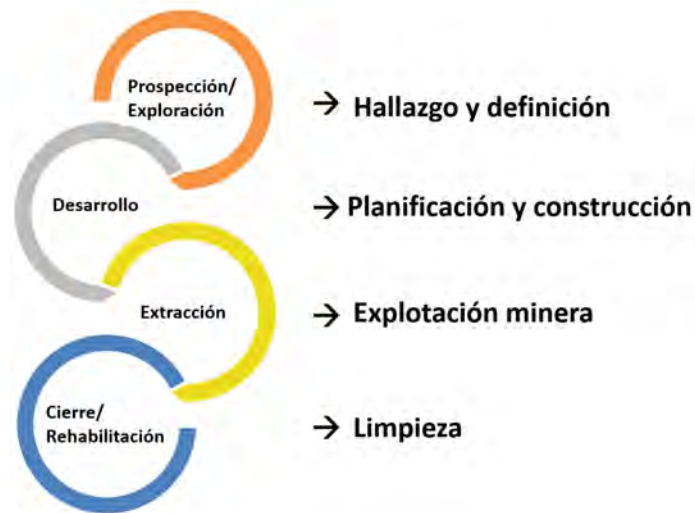 Prospección/
Exploración
→ Hallazgo y definición
Desarrollo
→ Planificación y construcción
Extracción
→ Explotación minera
Cierre/
Rehabilitación
→ Limpieza